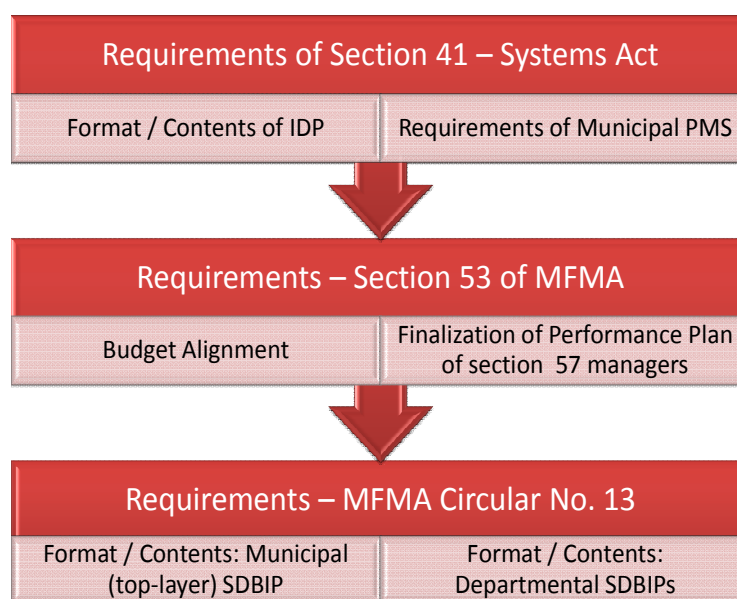 Requirements of Section 41 – Systems Act
Format / Contents of IDP
Requirements of Municipal PMS
Requirements – Section 53 of MFMA
Budget Alignment
Finalization of Performance Plan
of section 57 managers
Requirements – MFMA Circular No. 13
Format / Contents: Municipal
(top-layer) SDBIP
Format / Contents:
Departmental SDBIPs